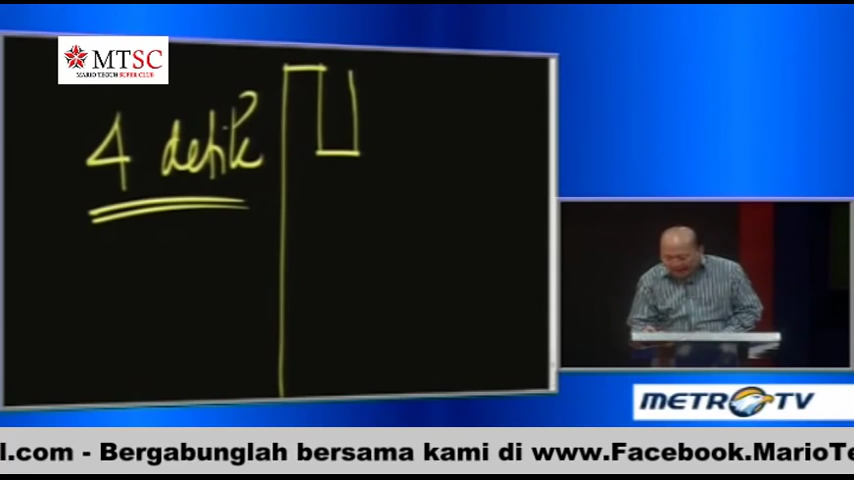 MTSC
MARIO TEGUH SUPER CLUB
4 detik
METRO TV
l.com - Bergabunglah bersama kami di www.Facebook.MarioTe